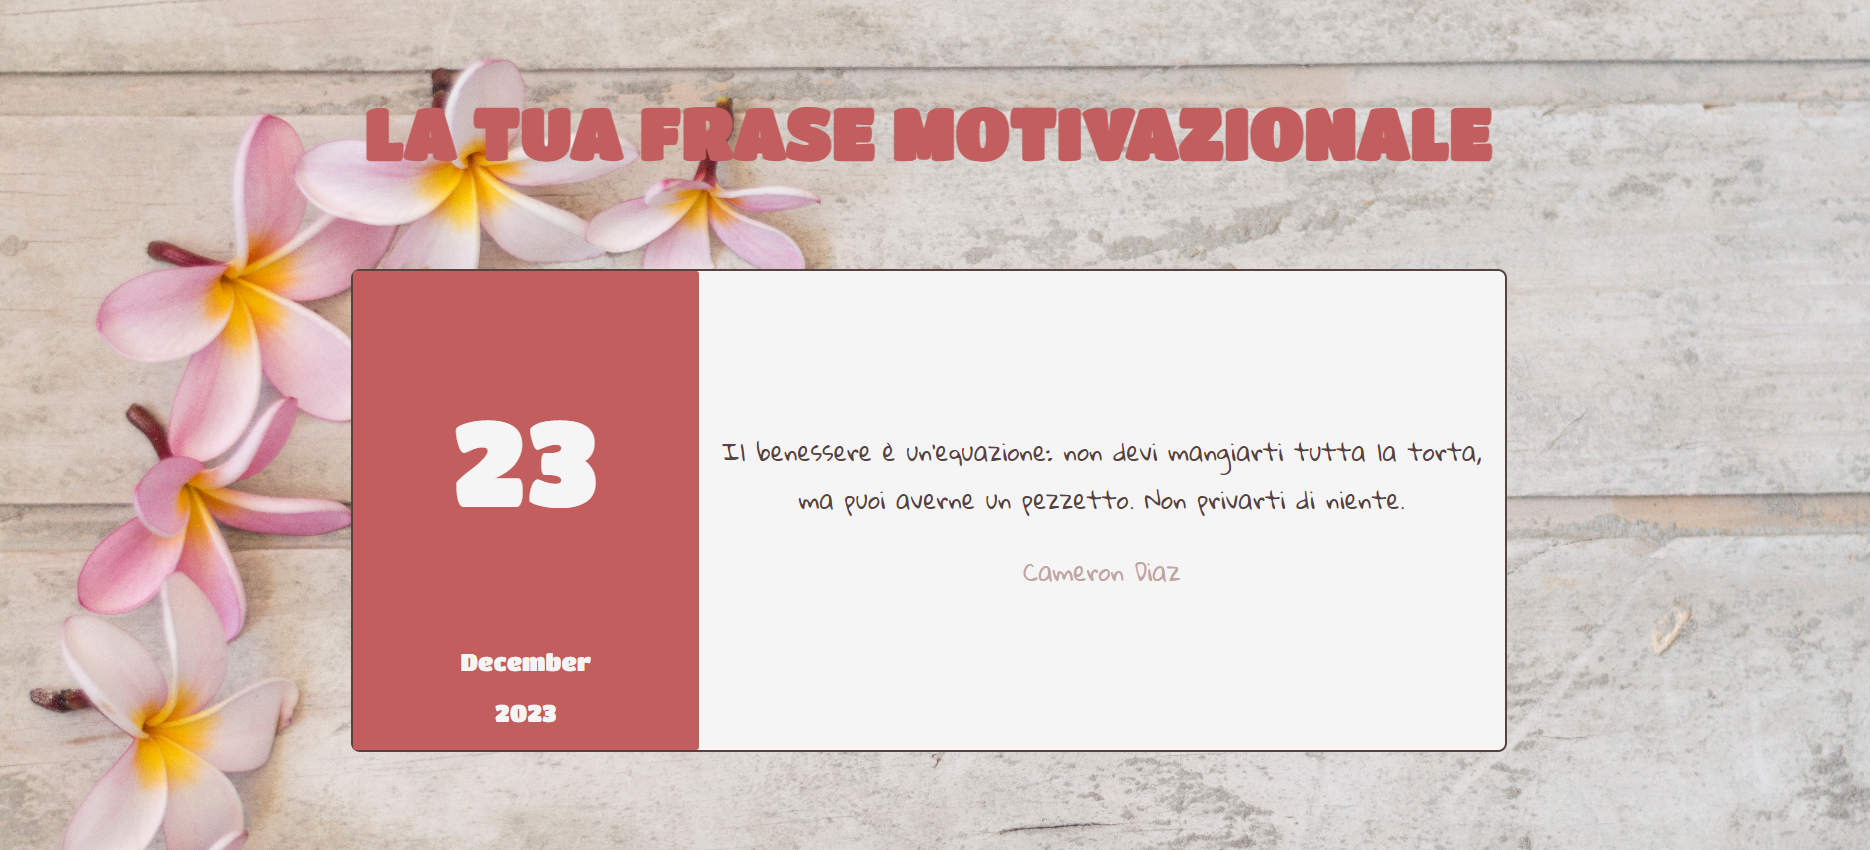 LA TUA FRASE MOTIVAZIONALE
23
December
2023
Il benessere è un'equazione: non devi mangiarti tutta la torta,
ma puoi averne un pezzetto. Non privarti di niente.
Cameron Diaz